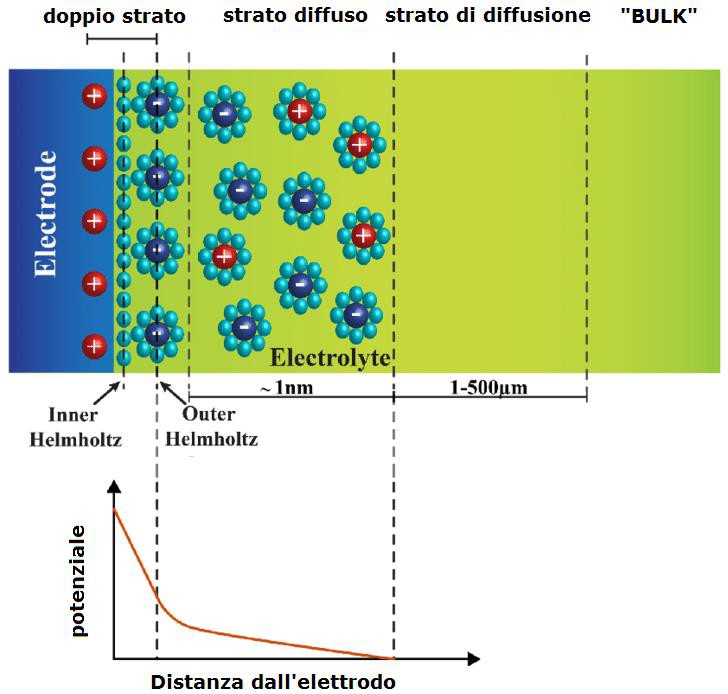 doppio strato
strato diffuso
strato di diffusione
"BULK"
Electrode
+
+
+
+
+
-
-
-
-
-
+
+
-
-
+
+
-
-
-
Electrolyte
~1nm
1-500µm
Inner
Helmholtz
Outer
Helmholtz
potenziale
Distanza dall'elettrodo